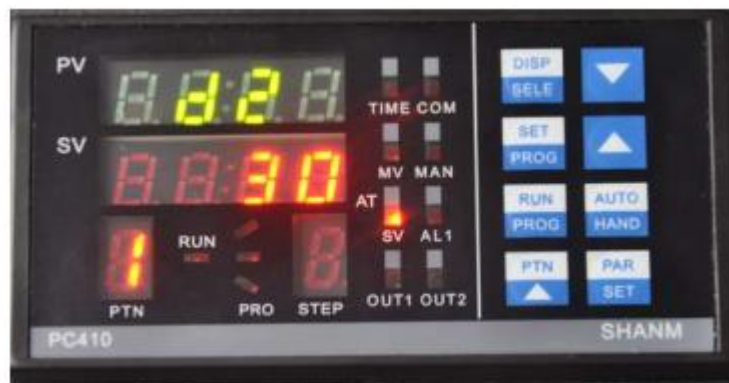 PV
d2
SV
30
1
RUN
PTN
PRO
STEP
TIME COM
MV MAN
AT
SV AL1
OUT1 OUT2
DISP
SELE
SET
PROG
RUN
PROG
AUTO
HAND
PTN
PAR
SET
PC410
SHANM